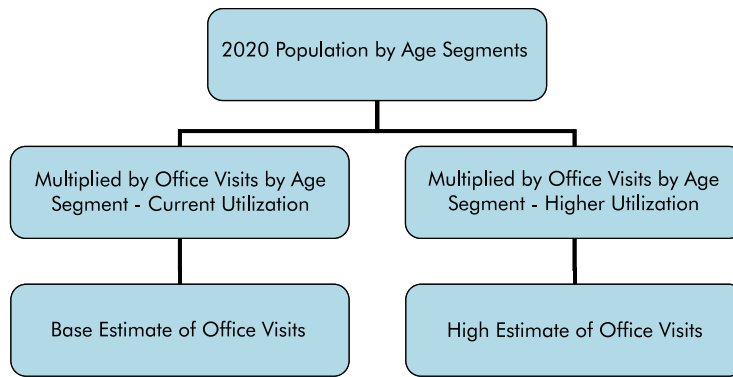 2020 Population by Age Segments
Multiplied by Office Visits by Age
Segment - Current Utilization
Multiplied by Office Visits by Age
Segment - Higher Utilization
Base Estimate of Office Visits
High Estimate of Office Visits